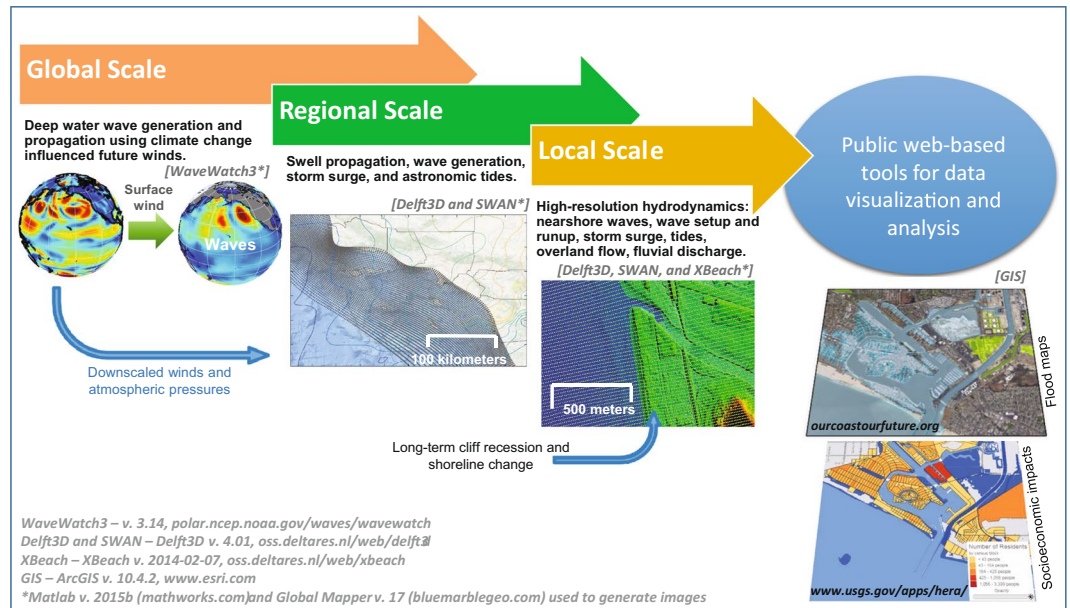 Global Scale
Deep water wave generation and
propagation using climate change
influenced future winds.
[WaveWatch3*]
Surface
wind
Waves
Downscaled winds and
atmospheric pressures
Regional Scale
Swell propagation, wave generation,
storm surge, and astronomic tides.
[Delft3D and SWAN*]
100 kilometers
Local Scale
High-resolution hydrodynamics:
nearshore waves, wave setup and
runup, storm surge, tides,
overland flow, fluvial discharge.
[Delft3D, SWAN, and XBeach*]
500 meters
Long-term cliff recession and
shoreline change
Public web-based
tools for data
visualization and
analysis
[GIS]
Flood maps
ourcoastourfuture.org
Socioeconomic impacts
Number of Residents
www.usgs.gov/apps/hera/
WaveWatch3 – v. 3.14, polar.ncep.noaa.gov/waves/wavewatch
Delft3D and SWAN – Delft3D v. 4.01, oss.deltares.nl/web/delft3d
XBeach – XBeach v. 2014-02-07, oss.deltares.nl/web/xbeach
GIS – ArcGIS v. 10.4.2, www.esri.com
*Matlab v. 2015b (mathworks.com)and Global Mapper v. 17 (bluemarblegeo.com) used to generate images